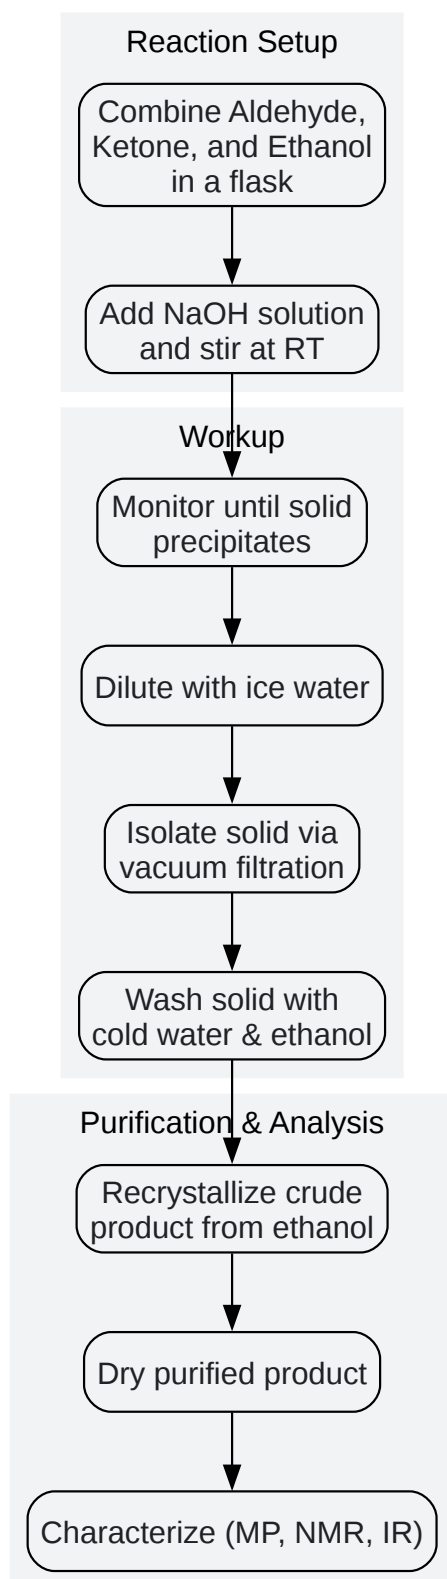 Reaction Setup
Combine Aldehyde,
Ketone, and Ethanol
in a flask
Add NaOH solution
and stir at RT
Workup
Monitor until solid
precipitates
Dilute with ice water
Isolate solid via
vacuum filtration
Wash solid with
cold water & ethanol
Purification & Analysis
Recrystallize crude
product from ethanol
Dry purified product
Characterize (MP, NMR, IR)